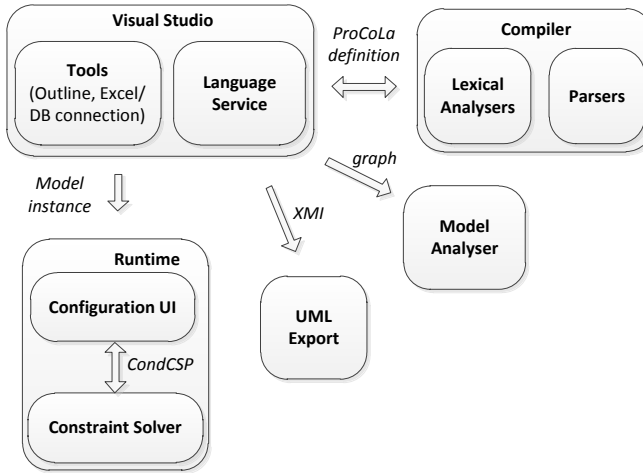 Visual Studio
Tools
(Outline, Excel/
DB connection)
Language
Service
ProCoLa
definition
Compiler
Lexical
Analysers
Parsers
Model
instance
XMI
graph
Model
Analyser
Runtime
Configuration UI
CondCSP
Constraint Solver
UML
Export